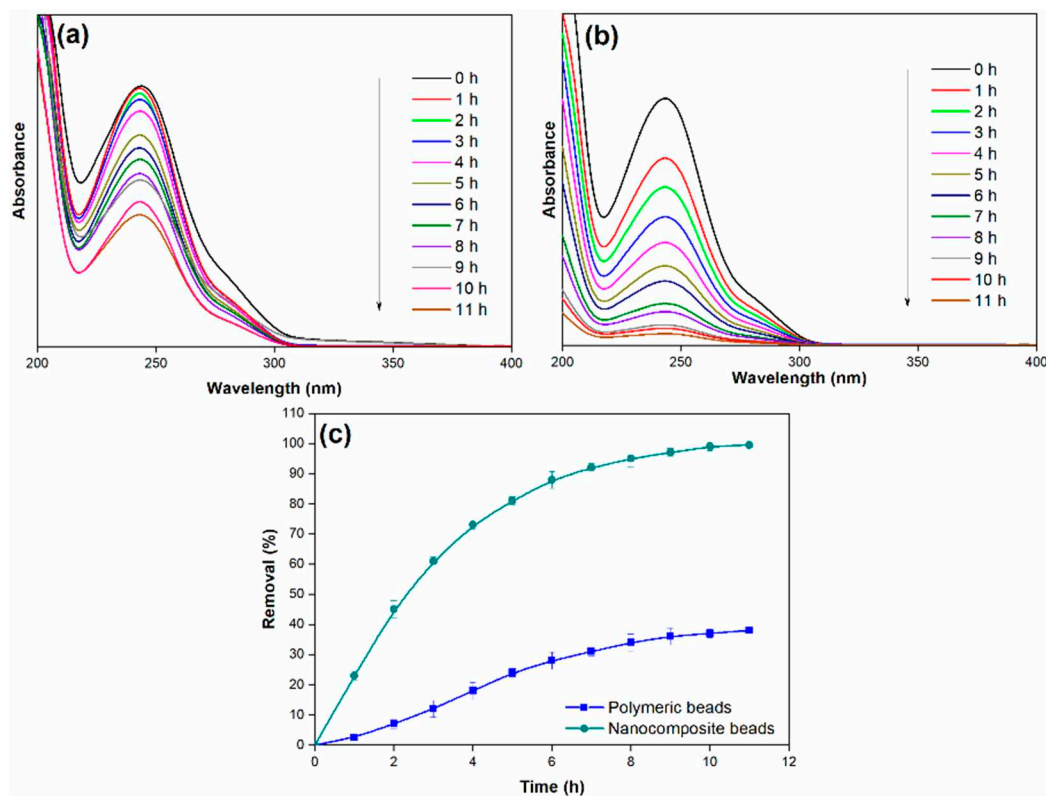 (a)
0 h
1 h
2 h
3 h
4 h
5 h
6 h
7 h
8 h
9 h
10 h
11 h
Absorbance
200
250
300
350
400
Wavelength (nm)
(b)
0 h
1 h
2 h
3 h
4 h
5 h
6 h
7 h
8 h
9 h
10 h
11 h
Absorbance
200
250
300
350
400
Wavelength (nm)
(c)
110
100
90
80
70
60
50
40
30
20
10
0
Removal (%)
Polymeric beads
Nanocomposite beads
0
2
4
6
8
10
12
Time (h)